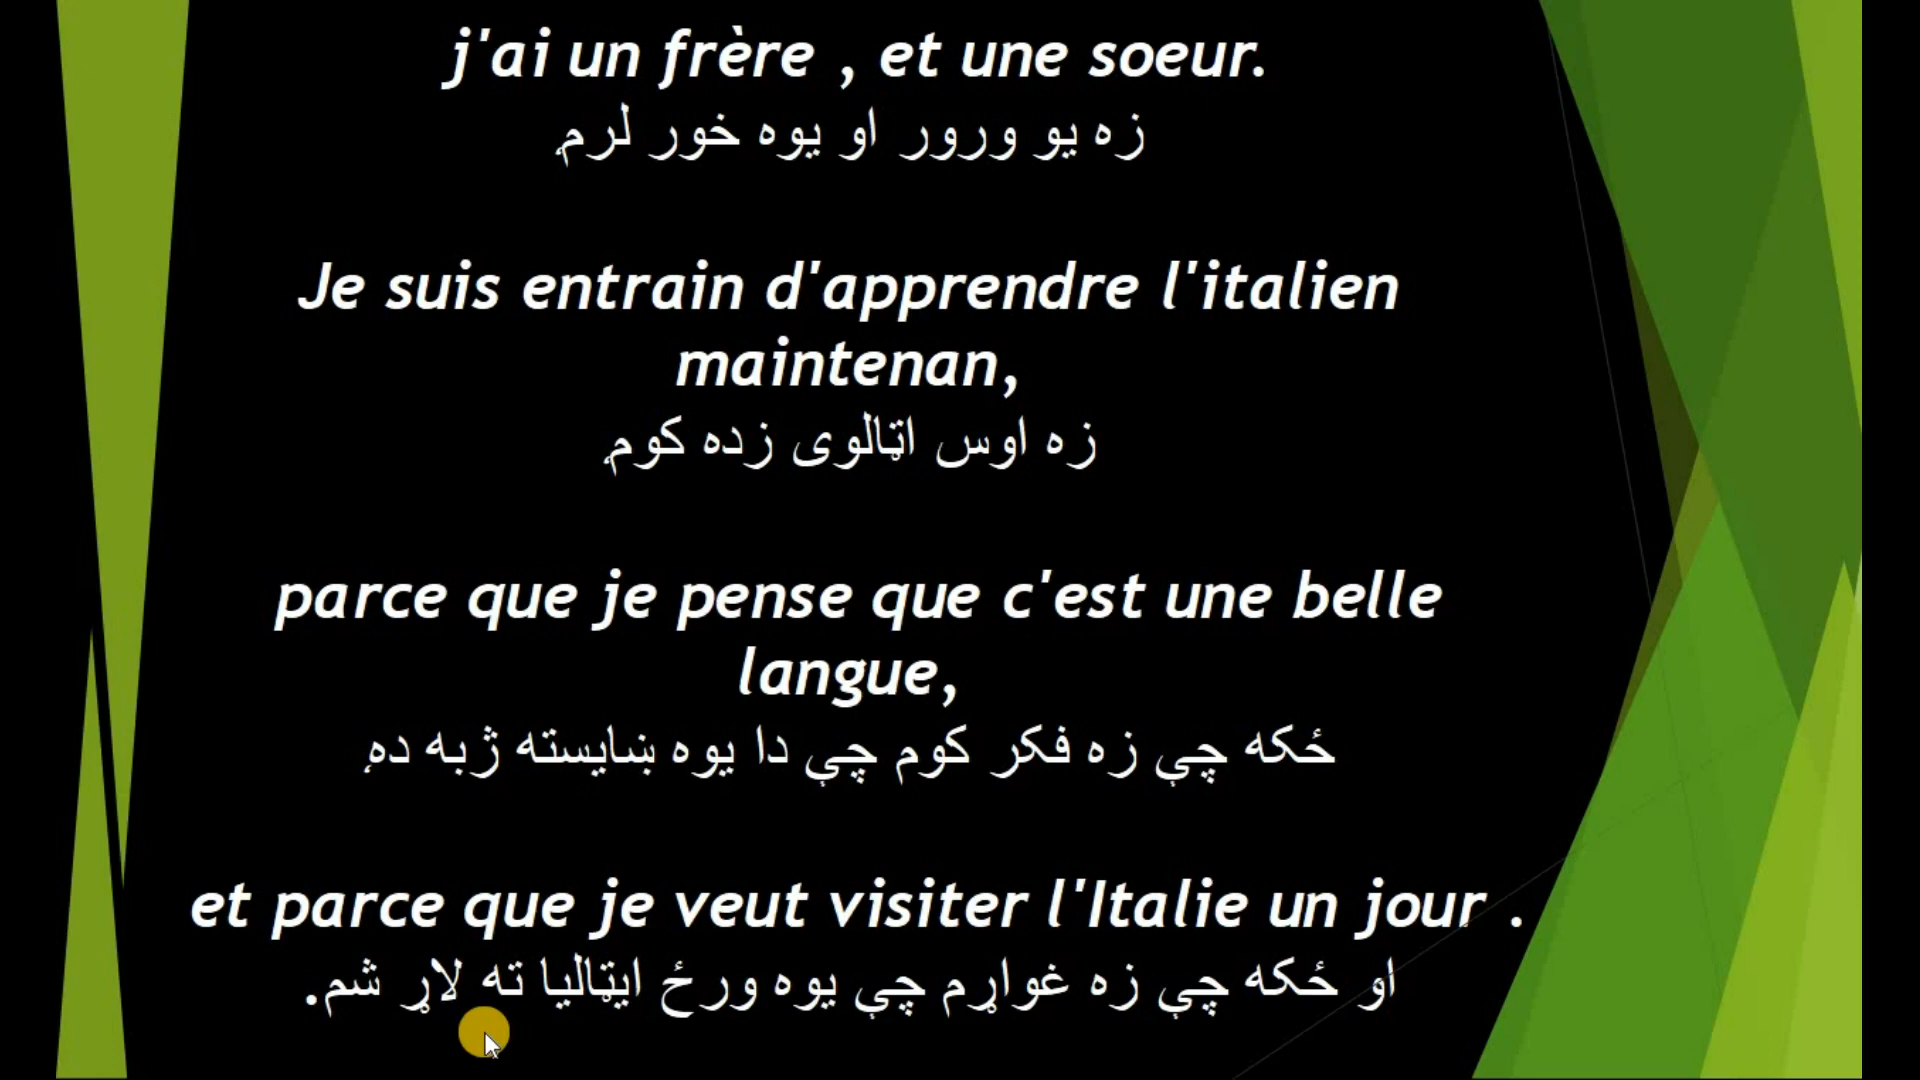 j'ai un frère , et une soeur.
زه یو ورور او یوه خور لرم
Je suis entrain d'apprendre l'italien
maintenan,
زه اوس اټالوی زده کوم
parce que je pense que c'est une belle
langue,
ځکه چې زه فکر کوم چې دا یوه ښایسته ژبه ده
et parce que je veut visiter l'Italie un jour .
او ځکه چې زه غواړم چې یوه ورځ ایټالیا ته لاړ شم.